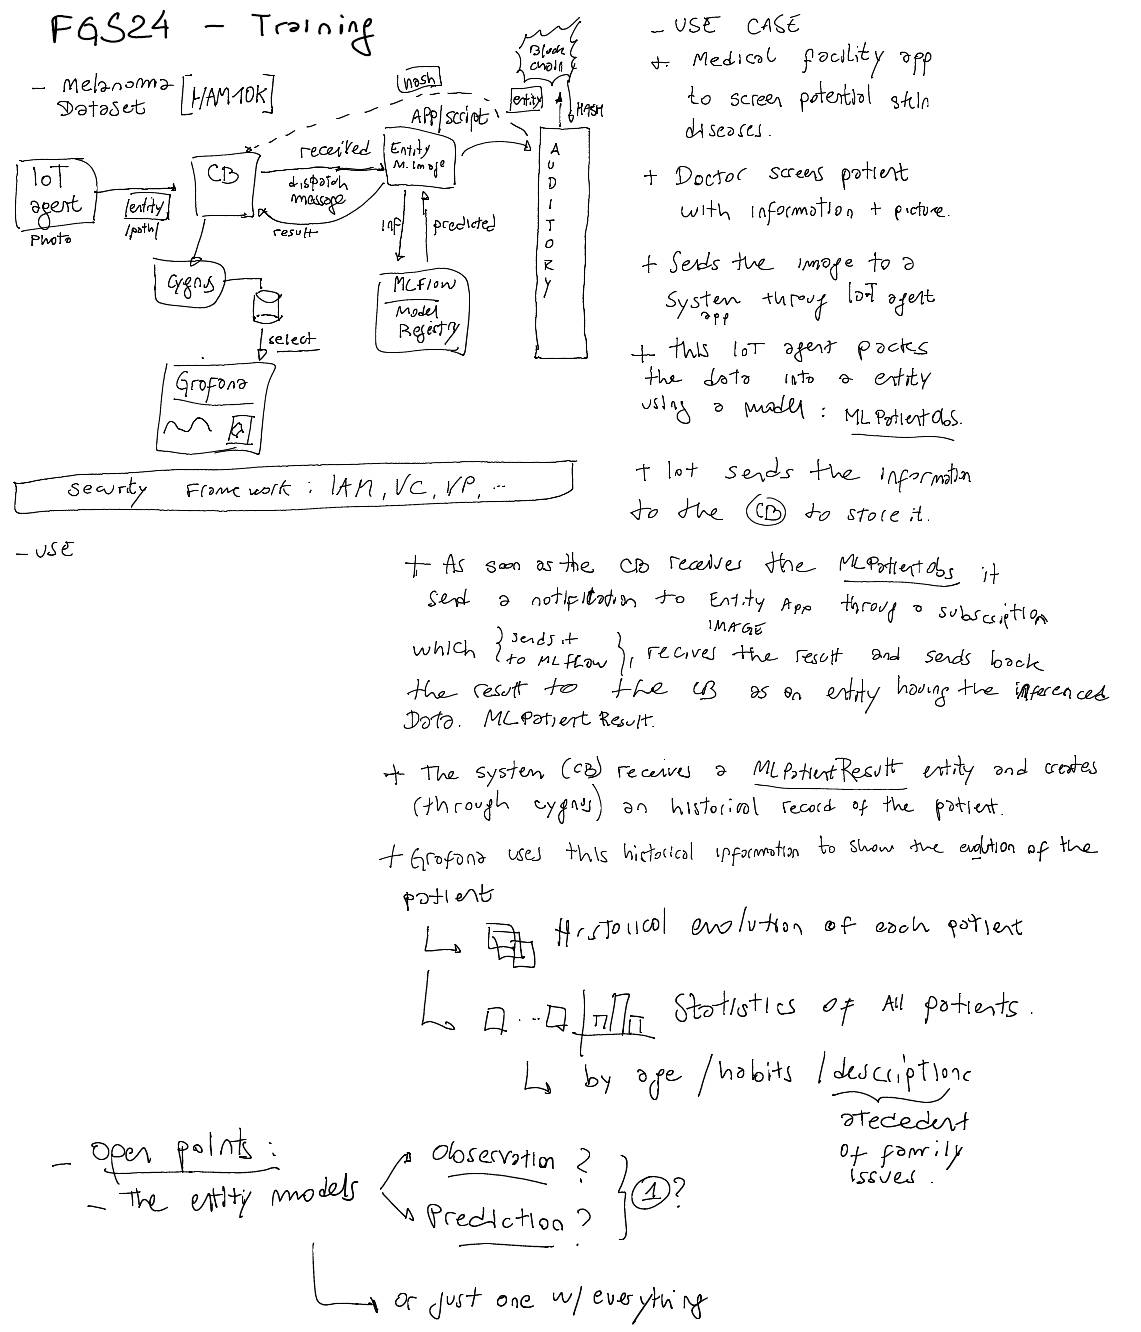 FGS24 - Training
- Melanoma
Dataset [HAM10K]
IoT
agent
Photo
entity
/path/
CB
hash
received
dispatch
message
result
APP/script
Entity
M. Image
inf
predicted
MLFlow
Model
Registry
Block
chain
entity
HASH
AUDITORY
Cygnus
select
Grafana
Security Framework: IAM, VC, VP, ...
- USE CASE
+ Medical facility app
to screen potential skin
diseases.
+ Doctor screens patient
with information + picture.
+ Sends the image to a
system throug IoT agent
app
+ this IoT agent packs
the data into a entity
using a model: MLPatientObs.
+ Iot sends the information
to the CB to store it.
- USE
+ As soon as the CB receives the MLPatientObs it
send a notification to Entity App throug a subscription
IMAGE
which { sends it
to MLFLOW }, recives the result and sends back
the result to the CB as an entity having the inferenced
Data. MLPatient Result.
+ The system (CB) receives a MLPatientResult entity and creates
(through cygnus) an historical record of the patient.
+ Grafana uses this historical information to show the evolution of the
patient
Historical evolution of each patient
... Statistics of All patients.
by age /habits /descriptionc
atecedent
of family
issues.
- Open points:
- The entity models
Observation ?
Prediction ?
} 1 ?
or just one w/ everything